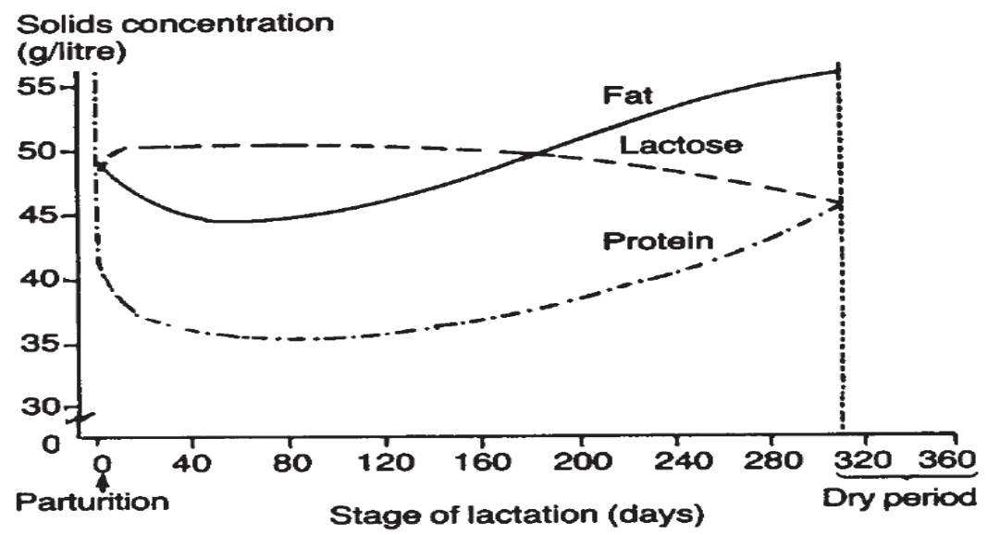 Solids concentration
(g/litre)
55
50
45
40
35
30
0
Fat
Lactose
Protein
0 40 80 120 160 200 240 280 320 360
Parturition
Dry period
Stage of lactation (days)